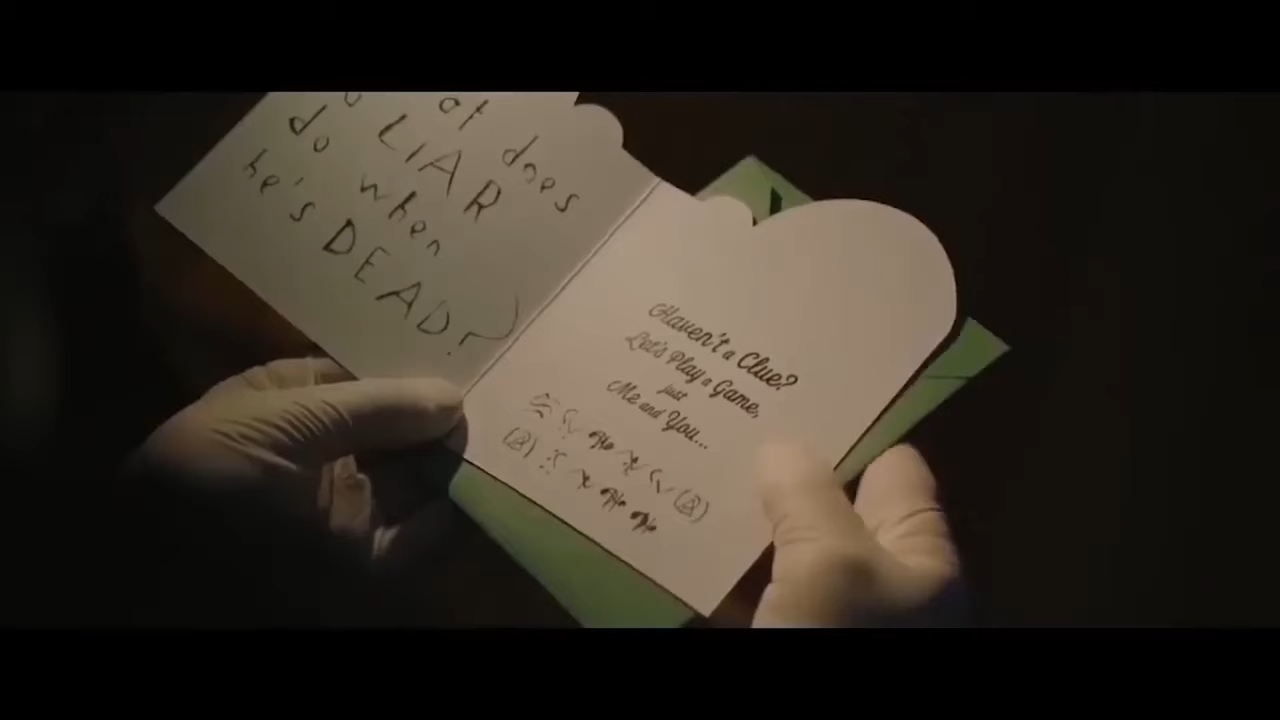 at does
a LIAR
do when
he's DEAD?
Haven't a Clue?
Let's Play a Game,
just
Me and You...